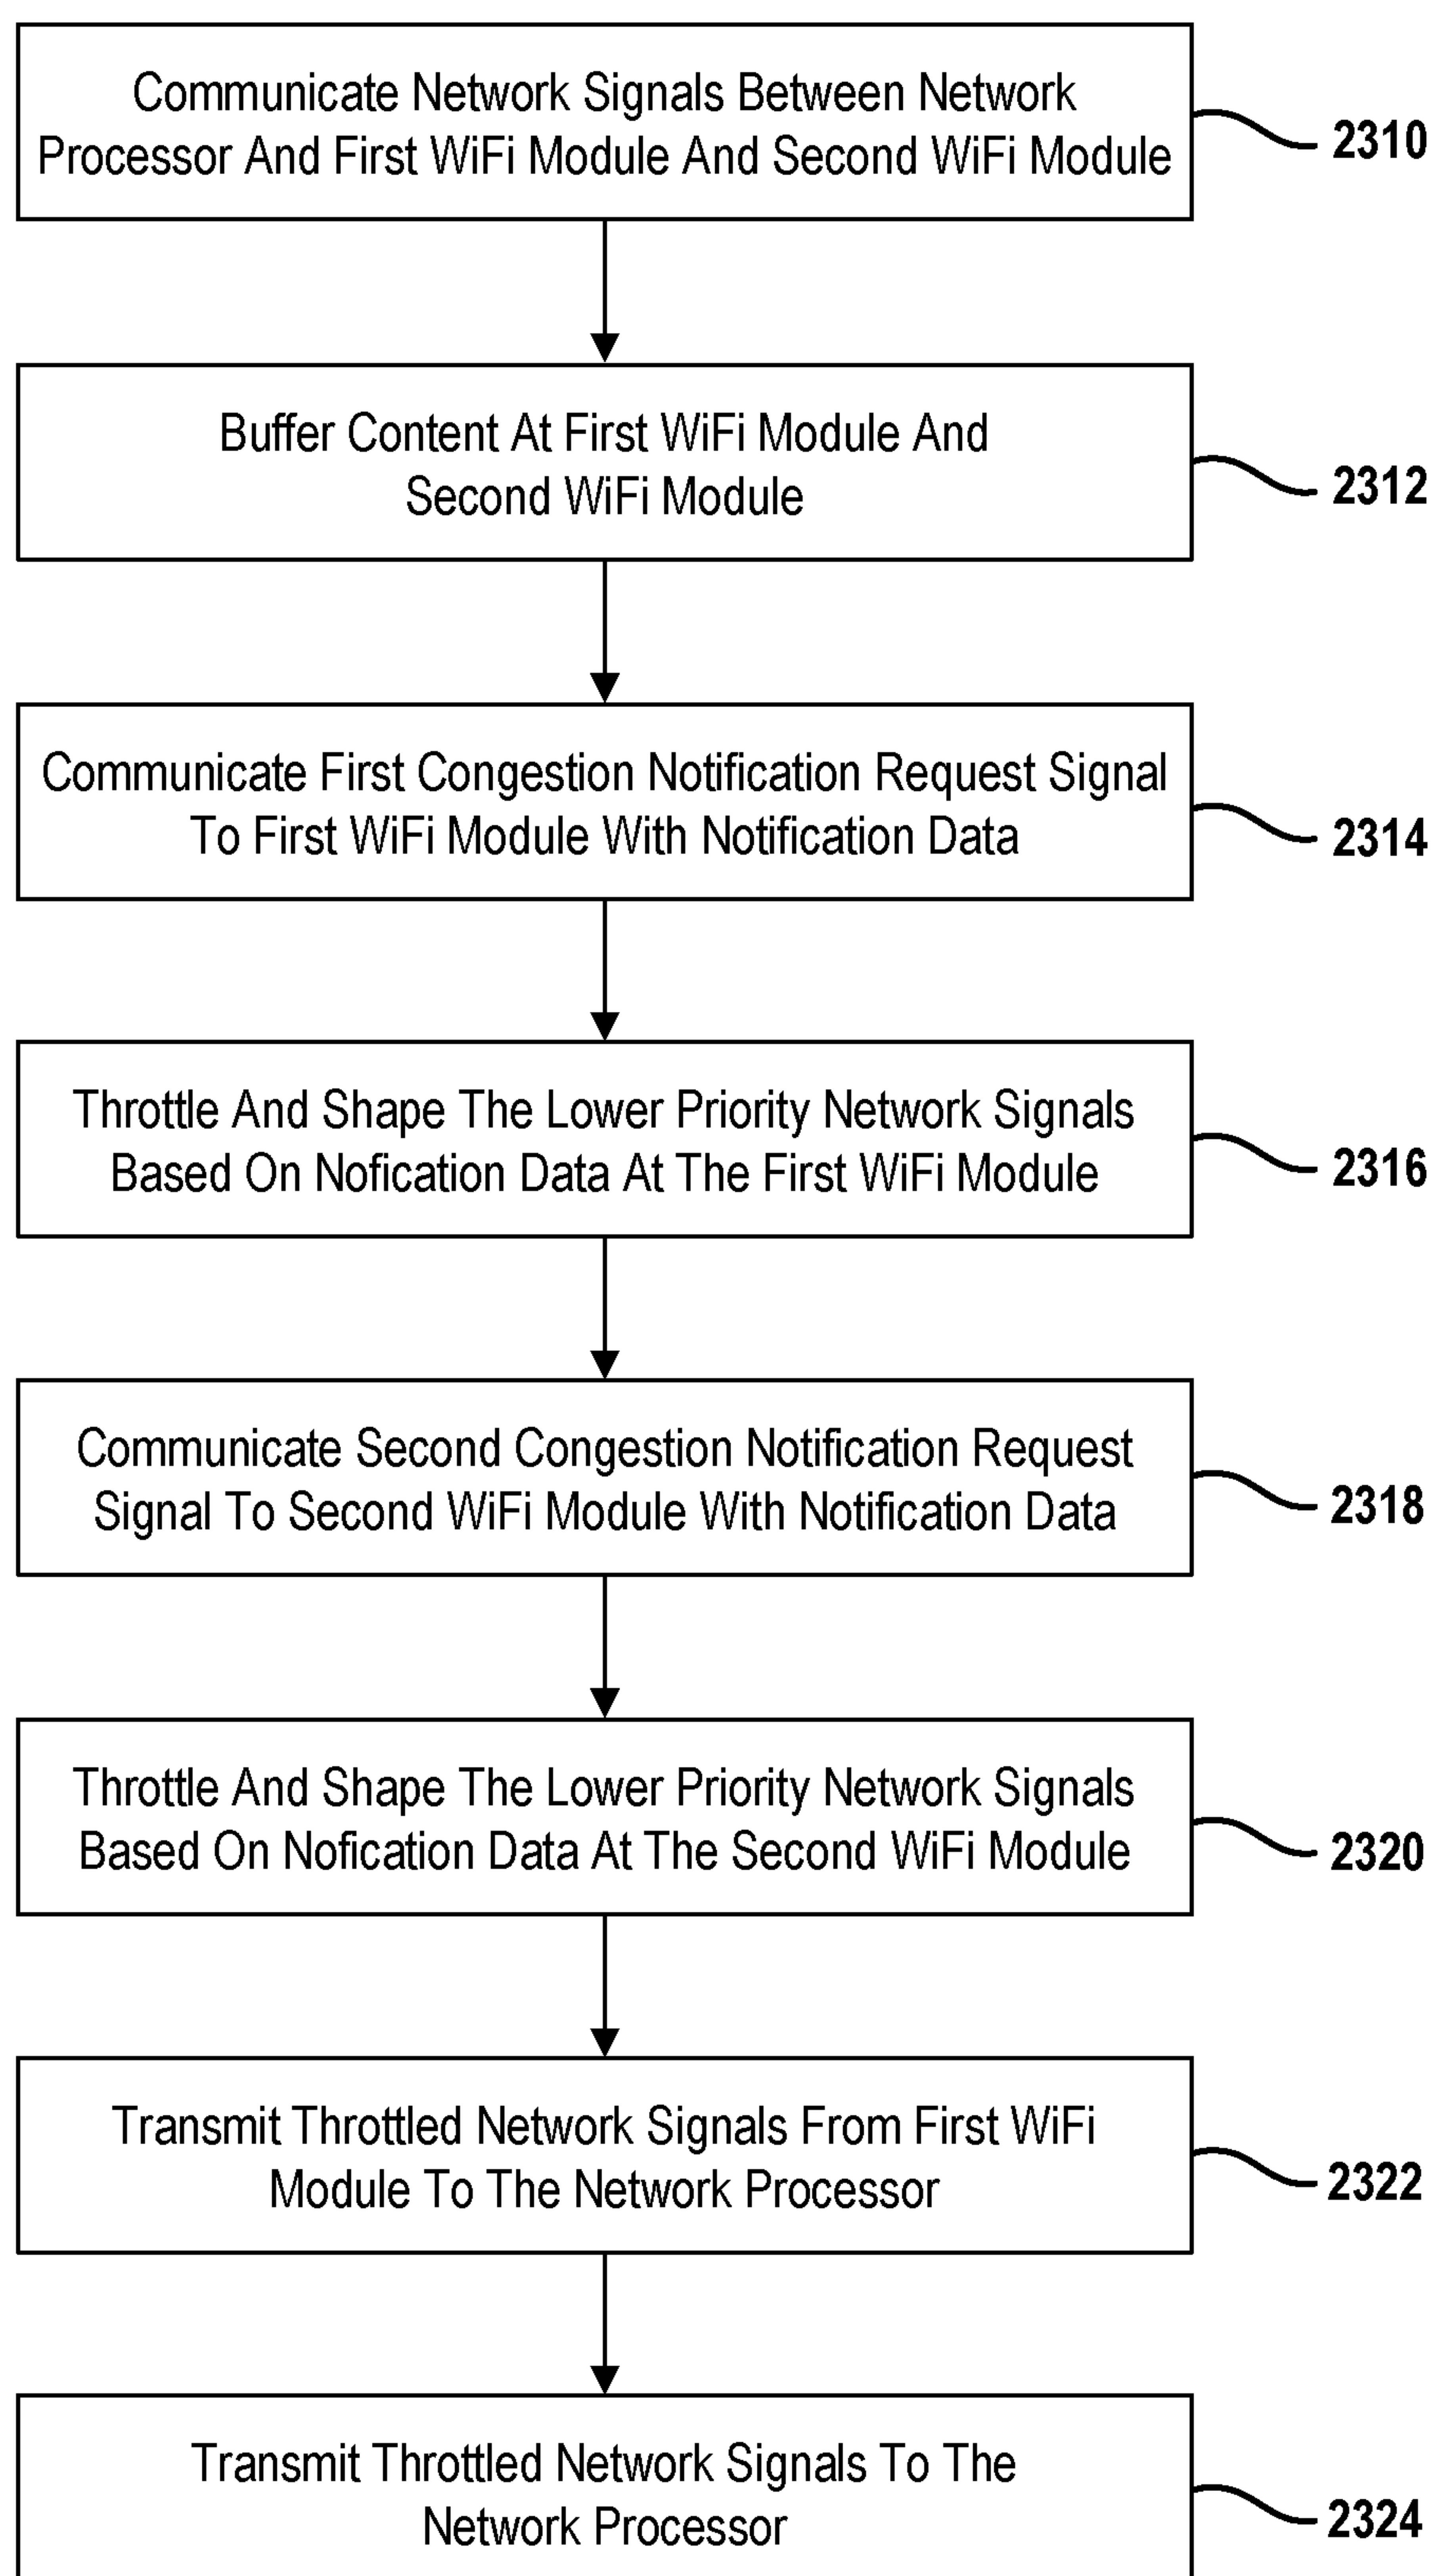 Communicate Network Signals Between Network
Processor And First WiFi Module And Second WiFi Module
2310
Buffer Content At First WiFi Module And
Second WiFi Module
2312
Communicate First Congestion Notification Request Signal
To First WiFi Module With Notification Data
2314
Throttle And Shape The Lower Priority Network Signals
Based On Nofication Data At The First WiFi Module
2316
Communicate Second Congestion Notification Request
Signal To Second WiFi Module With Notification Data
2318
Throttle And Shape The Lower Priority Network Signals
Based On Nofication Data At The Second WiFi Module
2320
Transmit Throttled Network Signals From First WiFi
Module To The Network Processor
2322
Transmit Throttled Network Signals To The
Network Processor
2324